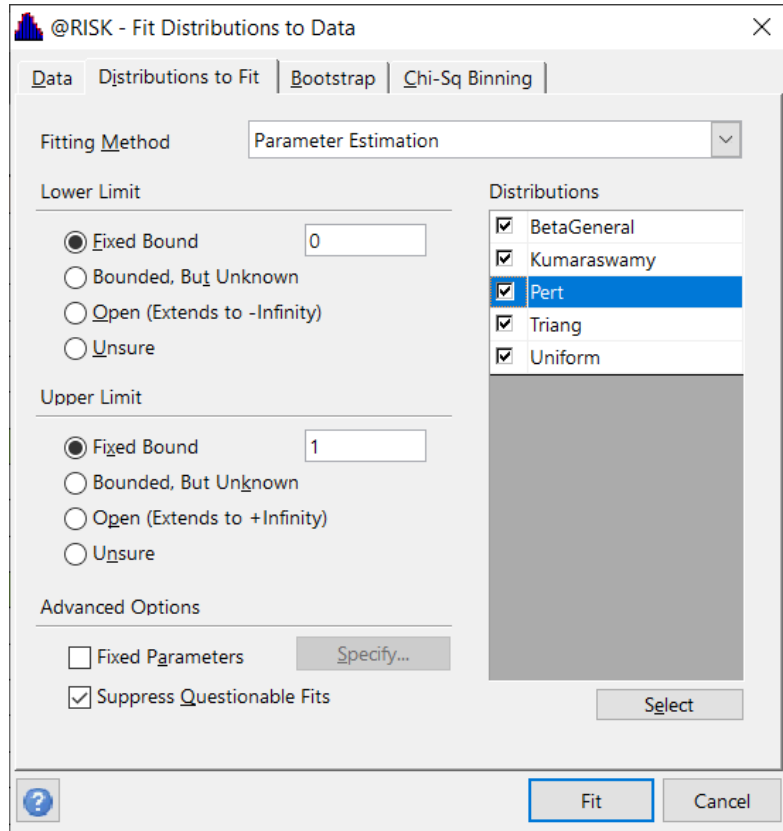 @RISK - Fit Distributions to Data
Data
Distributions to Fit
Bootstrap
Chi-Sq Binning
Fitting Method
Parameter Estimation
Lower Limit
Fixed Bound
0
Bounded, But Unknown
Open (Extends to -Infinity)
Unsure
Upper Limit
Fixed Bound
1
Bounded, But Unknown
Open (Extends to +Infinity)
Unsure
Advanced Options
Fixed Parameters
Specify...
Suppress Questionable Fits
Distributions
BetaGeneral
Kumaraswamy
Pert
Triang
Uniform
Select
?
Fit
Cancel